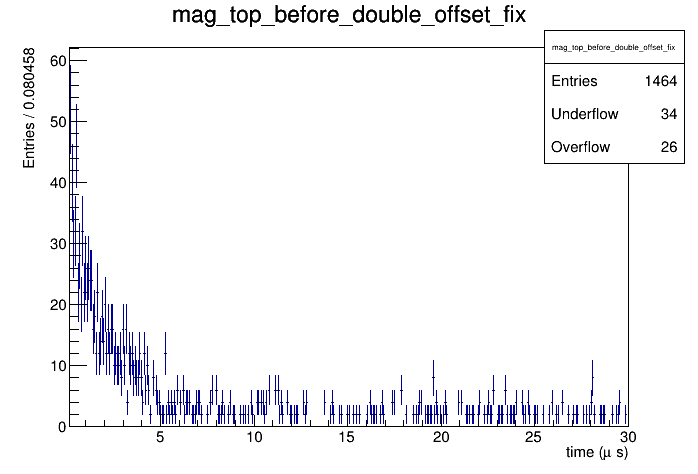 mag_top_before_double_offset_fix
mag_top_before_double_offset_fix
Entries 1464
Underflow 34
Overflow 26
Entries / 0.080458
60
50
40
30
20
10
0
5 10 15 20 25 30
time (μ s)